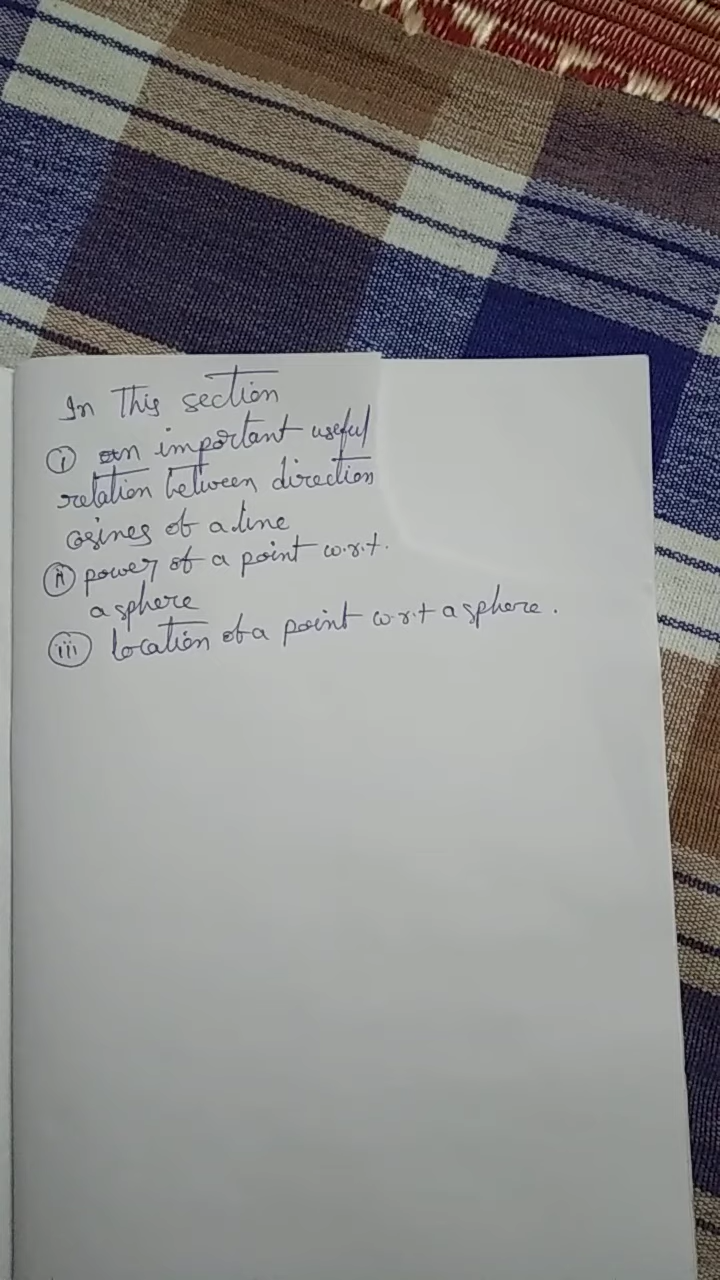 In This section
(i) an important useful
relation between direction
cosines of a line
(ii) power of a point w.r.t.
a sphere
(iii) location of a point w.r.t a sphere.